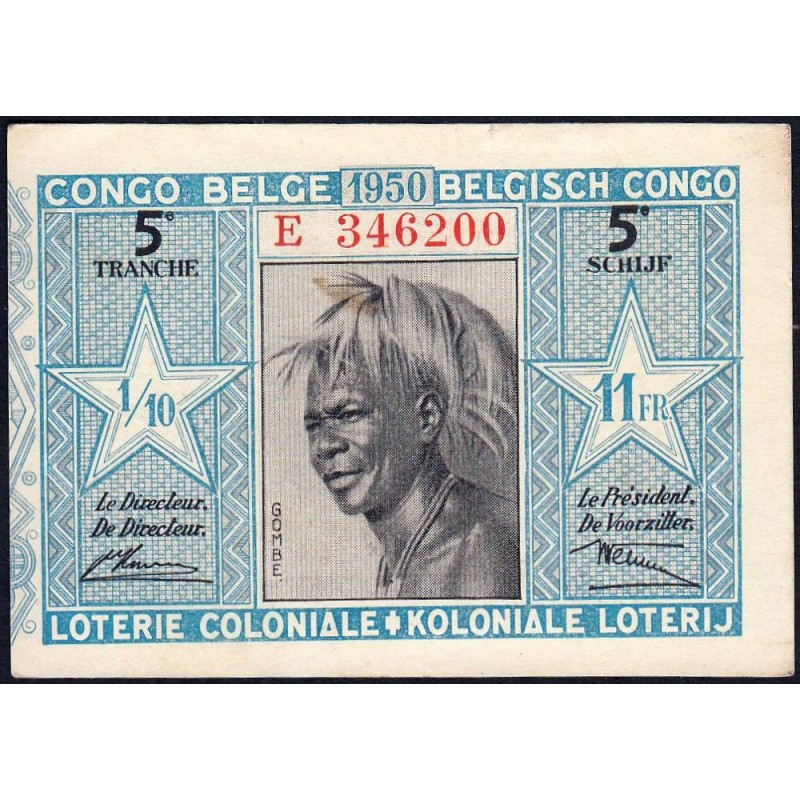 CONGO BELGE 1950 BELGISCH CONGO
E 346200
5e
TRANCHE
5e
SCHIJF
1/10
11 FR.
Le Directeur.
De Directeur.
Le Président.
De Voorzitter.
GOMBE.
LOTERIE COLONIALE + KOLONIALE LOTERIJ